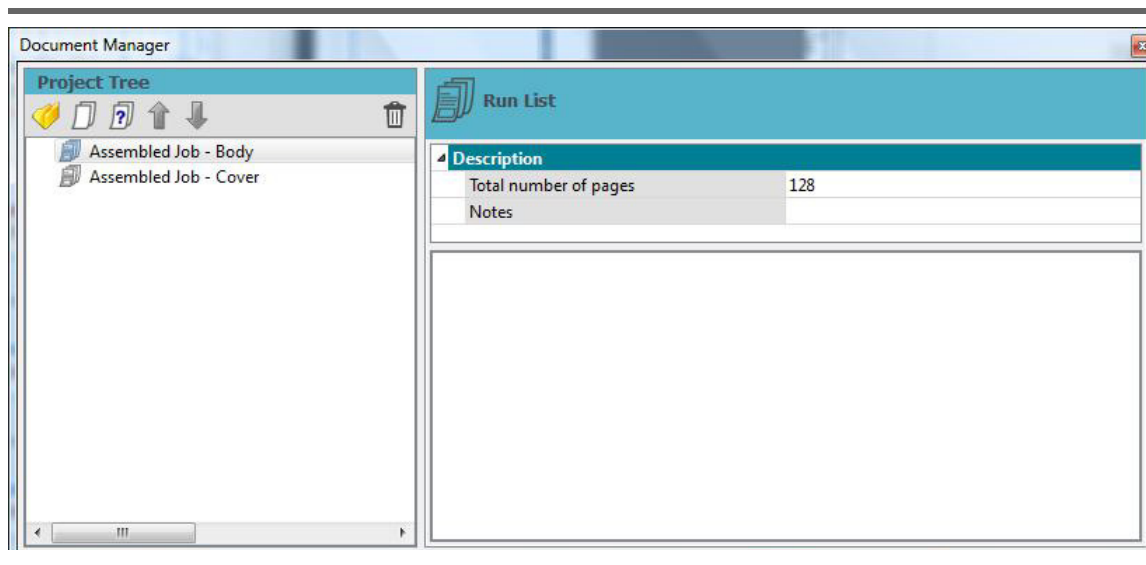 Document Manager
Project Tree
Assembled Job - Body
Assembled Job - Cover
Run List
Description
Total number of pages 128
Notes